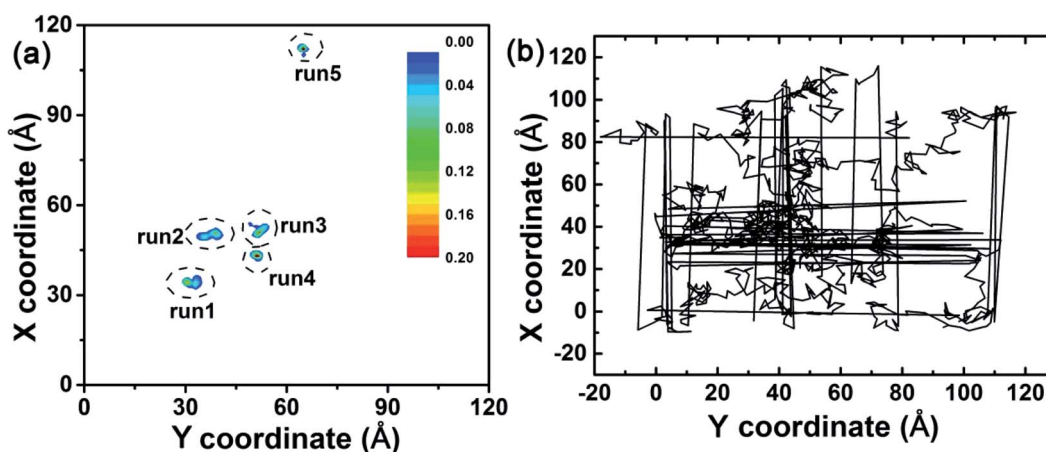 (a)
120
90
60
30
0
X coordinate (Å)
0 30 60 90 120
Y coordinate (Å)
run5
run3
run2
run4
run1
0.00
0.04
0.08
0.12
0.16
0.20
(b)
120
100
80
60
40
20
0
-20
X coordinate (Å)
-20 0 20 40 60 80 100 120
Y coordinate (Å)